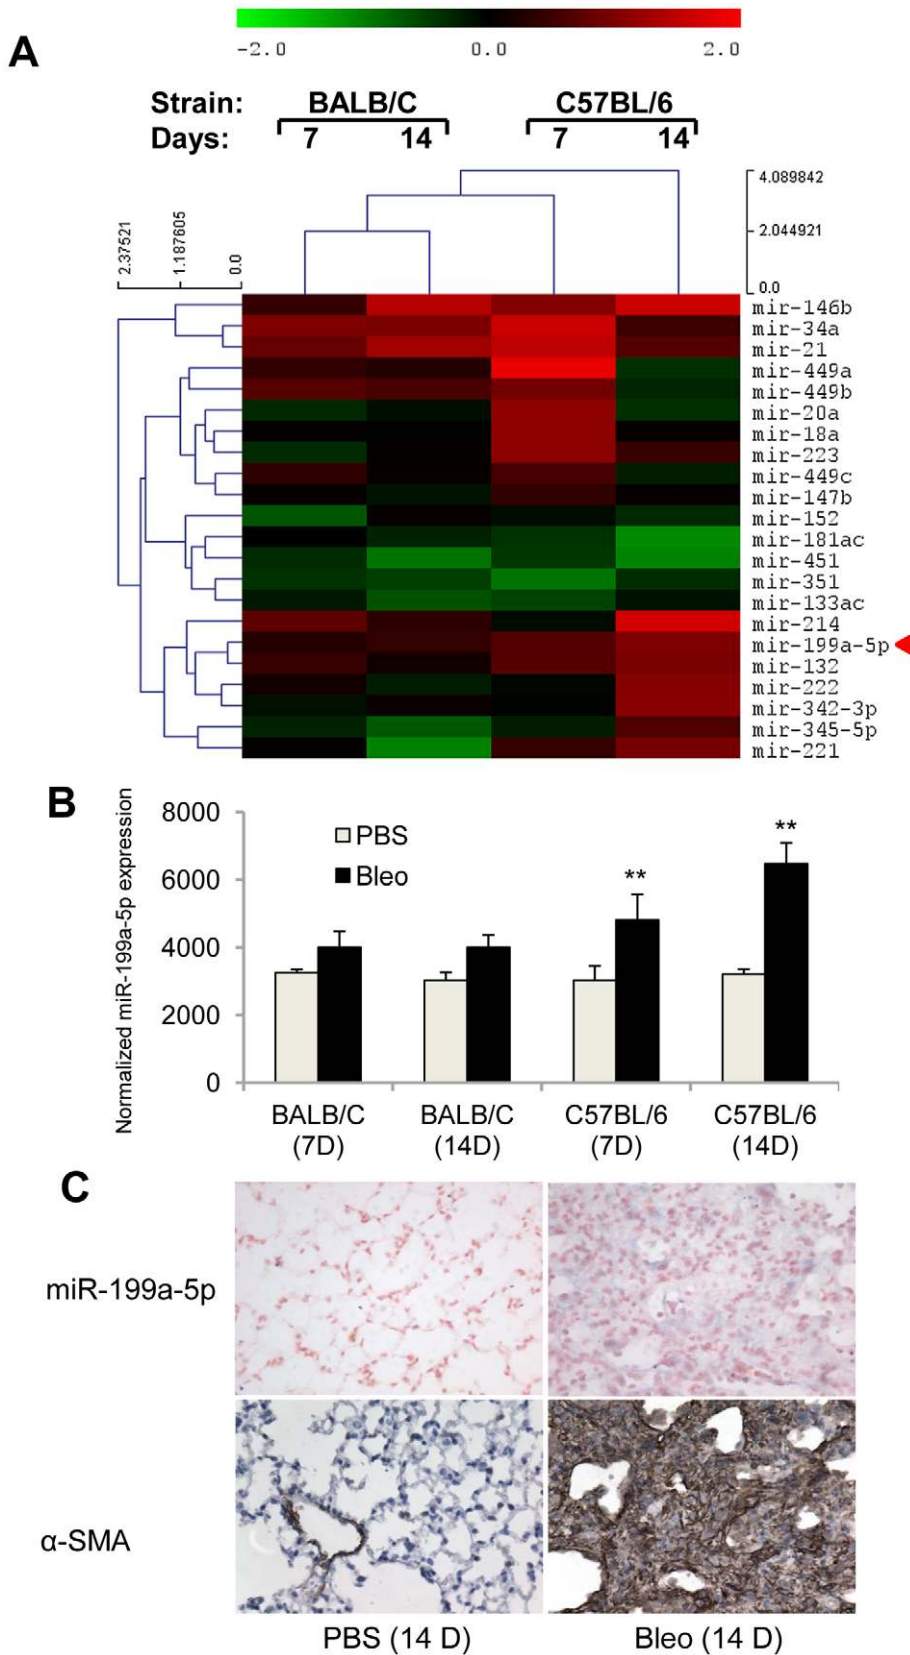 A
-2.0 0.0 2.0
Strain: BALB/C C57BL/6
Days: 7 14 7 14
4.089842
2.044921
0.0
2.37521
1.187605
0.0
mir-146b
mir-34a
mir-21
mir-449a
mir-449b
mir-20a
mir-18a
mir-223
mir-449c
mir-147b
mir-152
mir-181ac
mir-451
mir-351
mir-133ac
mir-214
mir-199a-5p
mir-132
mir-222
mir-342-3p
mir-345-5p
mir-221
B
Normalized miR-199a-5p expression
8000
6000
4000
2000
0
PBS
Bleo
**
**
BALB/C BALB/C C57BL/6 C57BL/6
(7D) (14D) (7D) (14D)
C
miR-199a-5p
α-SMA
PBS (14 D) Bleo (14 D)